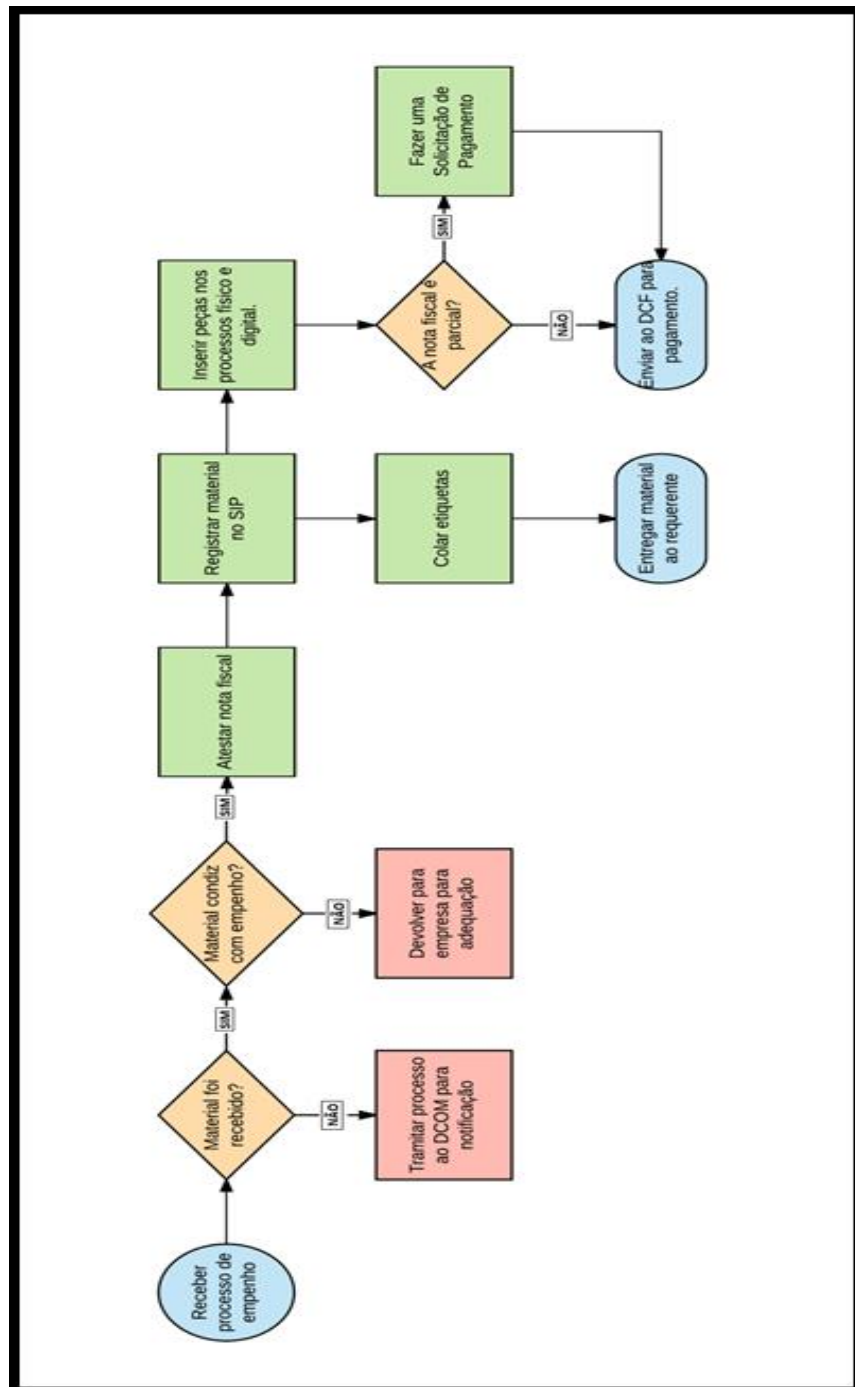 Receber
processo de
empenho
Material foi
recebido?
SIM
NÃO
Tramitar processo
ao DCOM para
notificação
Material condiz
com empenho?
SIM
NÃO
Devolver para
empresa para
adequação
Atestar nota fiscal
Registrar material
no SIP
Colar etiquetas
Entregar material
ao requerente
Inserir peças nos
processos físico e
digital.
A nota fiscal é
parcial?
SIM
NÃO
Fazer uma
Solicitação de
Pagamento
Enviar ao DCF para
pagamento.